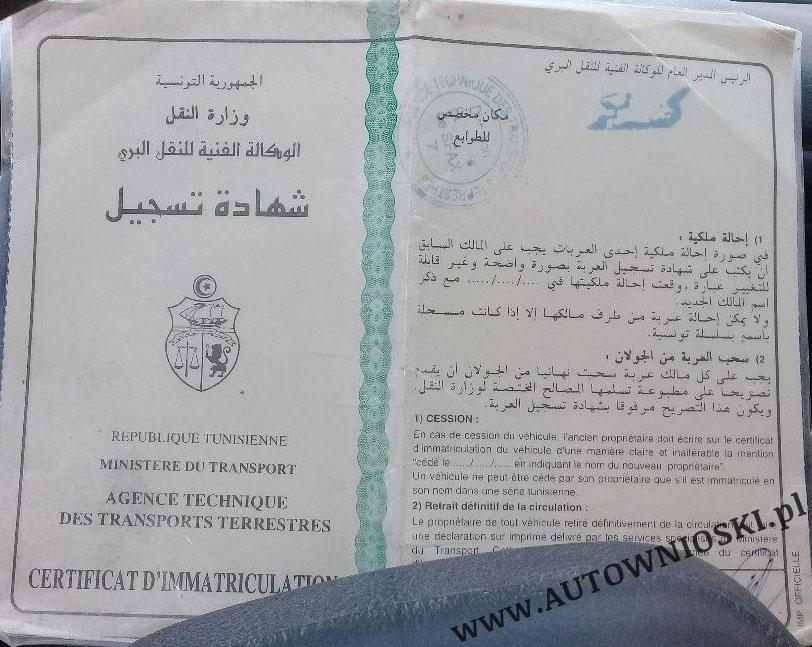 الجمهورية التونسية
وزارة النقل
الوكالة الفنية للنقل البري
شهادة تسجيل
REPUBLIQUE TUNISIENNE
MINISTERE DU TRANSPORT
AGENCE TECHNIQUE
DES TRANSPORTS TERRESTRES
CERTIFICAT D'IMMATRICULATION
الرئيس المدير العام للوكالة الفنية للنقل البري
مكان مخصص
للطوابع
1) إحالة ملكية :
في صورة إحالة ملكية إحدى العربات يجب على المالك السابق
أن يكتب على شهادة تسجيل العربة بصورة واضحة وغير قابلة
للتغيير عبارة ,وقعت إحالة ملكيتها في ..../..../..... مع ذكر
اسم المالك الجديد.
ولا يمكن إحالة عربة من طرف مالكها إلا إذا كانت مسجلة
باسمه بسلسلة تونسية.
2) سحب العربة من الجولان :
يجب على كل مالك عربة سحبت نهائيا من الجولان أن يقدم
تصريحا على مطبوعة تسلمها المصالح المختصة لوزارة النقل.
ويكون هذا التصريح مرفوقا بشهادة تسجيل العربة.
1) CESSION :
En cas de cession du véhicule, l'ancien propriétaire doit écrire sur le certificat
d'immatriculation du véhicule d'une manière claire et inaltérable la mention
"cédé le ....../....../...... en indiquant le nom du nouveau propriétaire".
Un véhicule ne peut être cédé par son propriétaire que s'il est immatriculé en
son nom dans une série tunisienne.
2) Retrait définitif de la circulation :
Le propriétaire de tout véhicule retiré définitivement de la circulation doit
une déclaration sur imprimé délivré par les services Ministère
du Transport du certificat
IMP. OFFICIELLE
www.AUTOWNIOSKI.pl